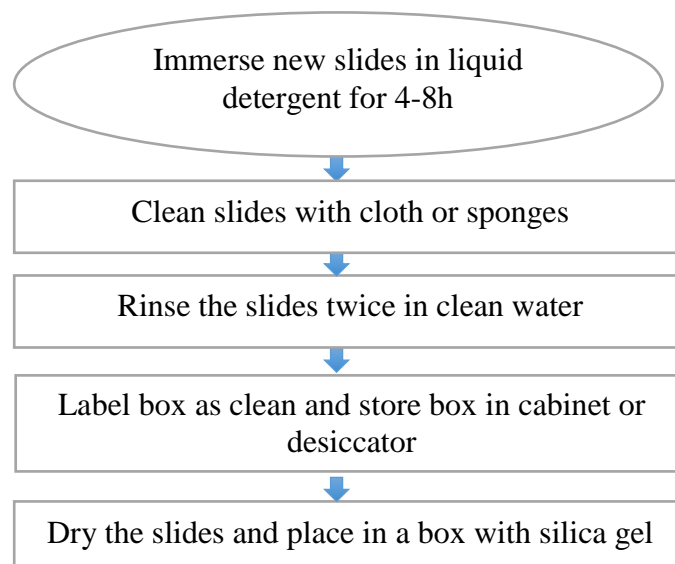 Immerse new slides in liquid
detergent for 4-8h
Clean slides with cloth or sponges
Rinse the slides twice in clean water
Label box as clean and store box in cabinet or
desiccator
Dry the slides and place in a box with silica gel